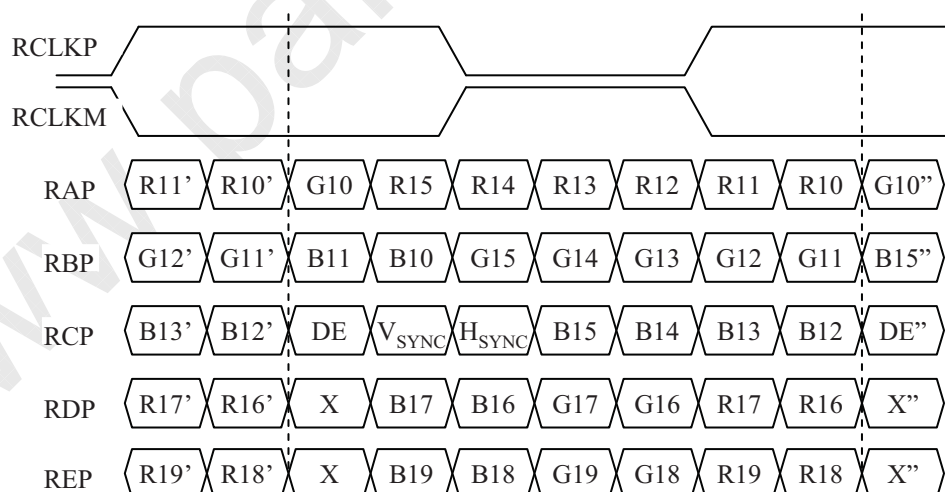 RCLKP
RCLKM
RAP R11’ R10’ G10 R15 R14 R13 R12 R11 R10 G10”
RBP G12’ G11’ B11 B10 G15 G14 G13 G12 G11 B15”
RCP B13’ B12’ DE VSYNC HSYNC B15 B14 B13 B12 DE”
RDP R17’ R16’ X B17 B16 G17 G16 R17 R16 X”
REP R19’ R18’ X B19 B18 G19 G18 R19 R18 X”